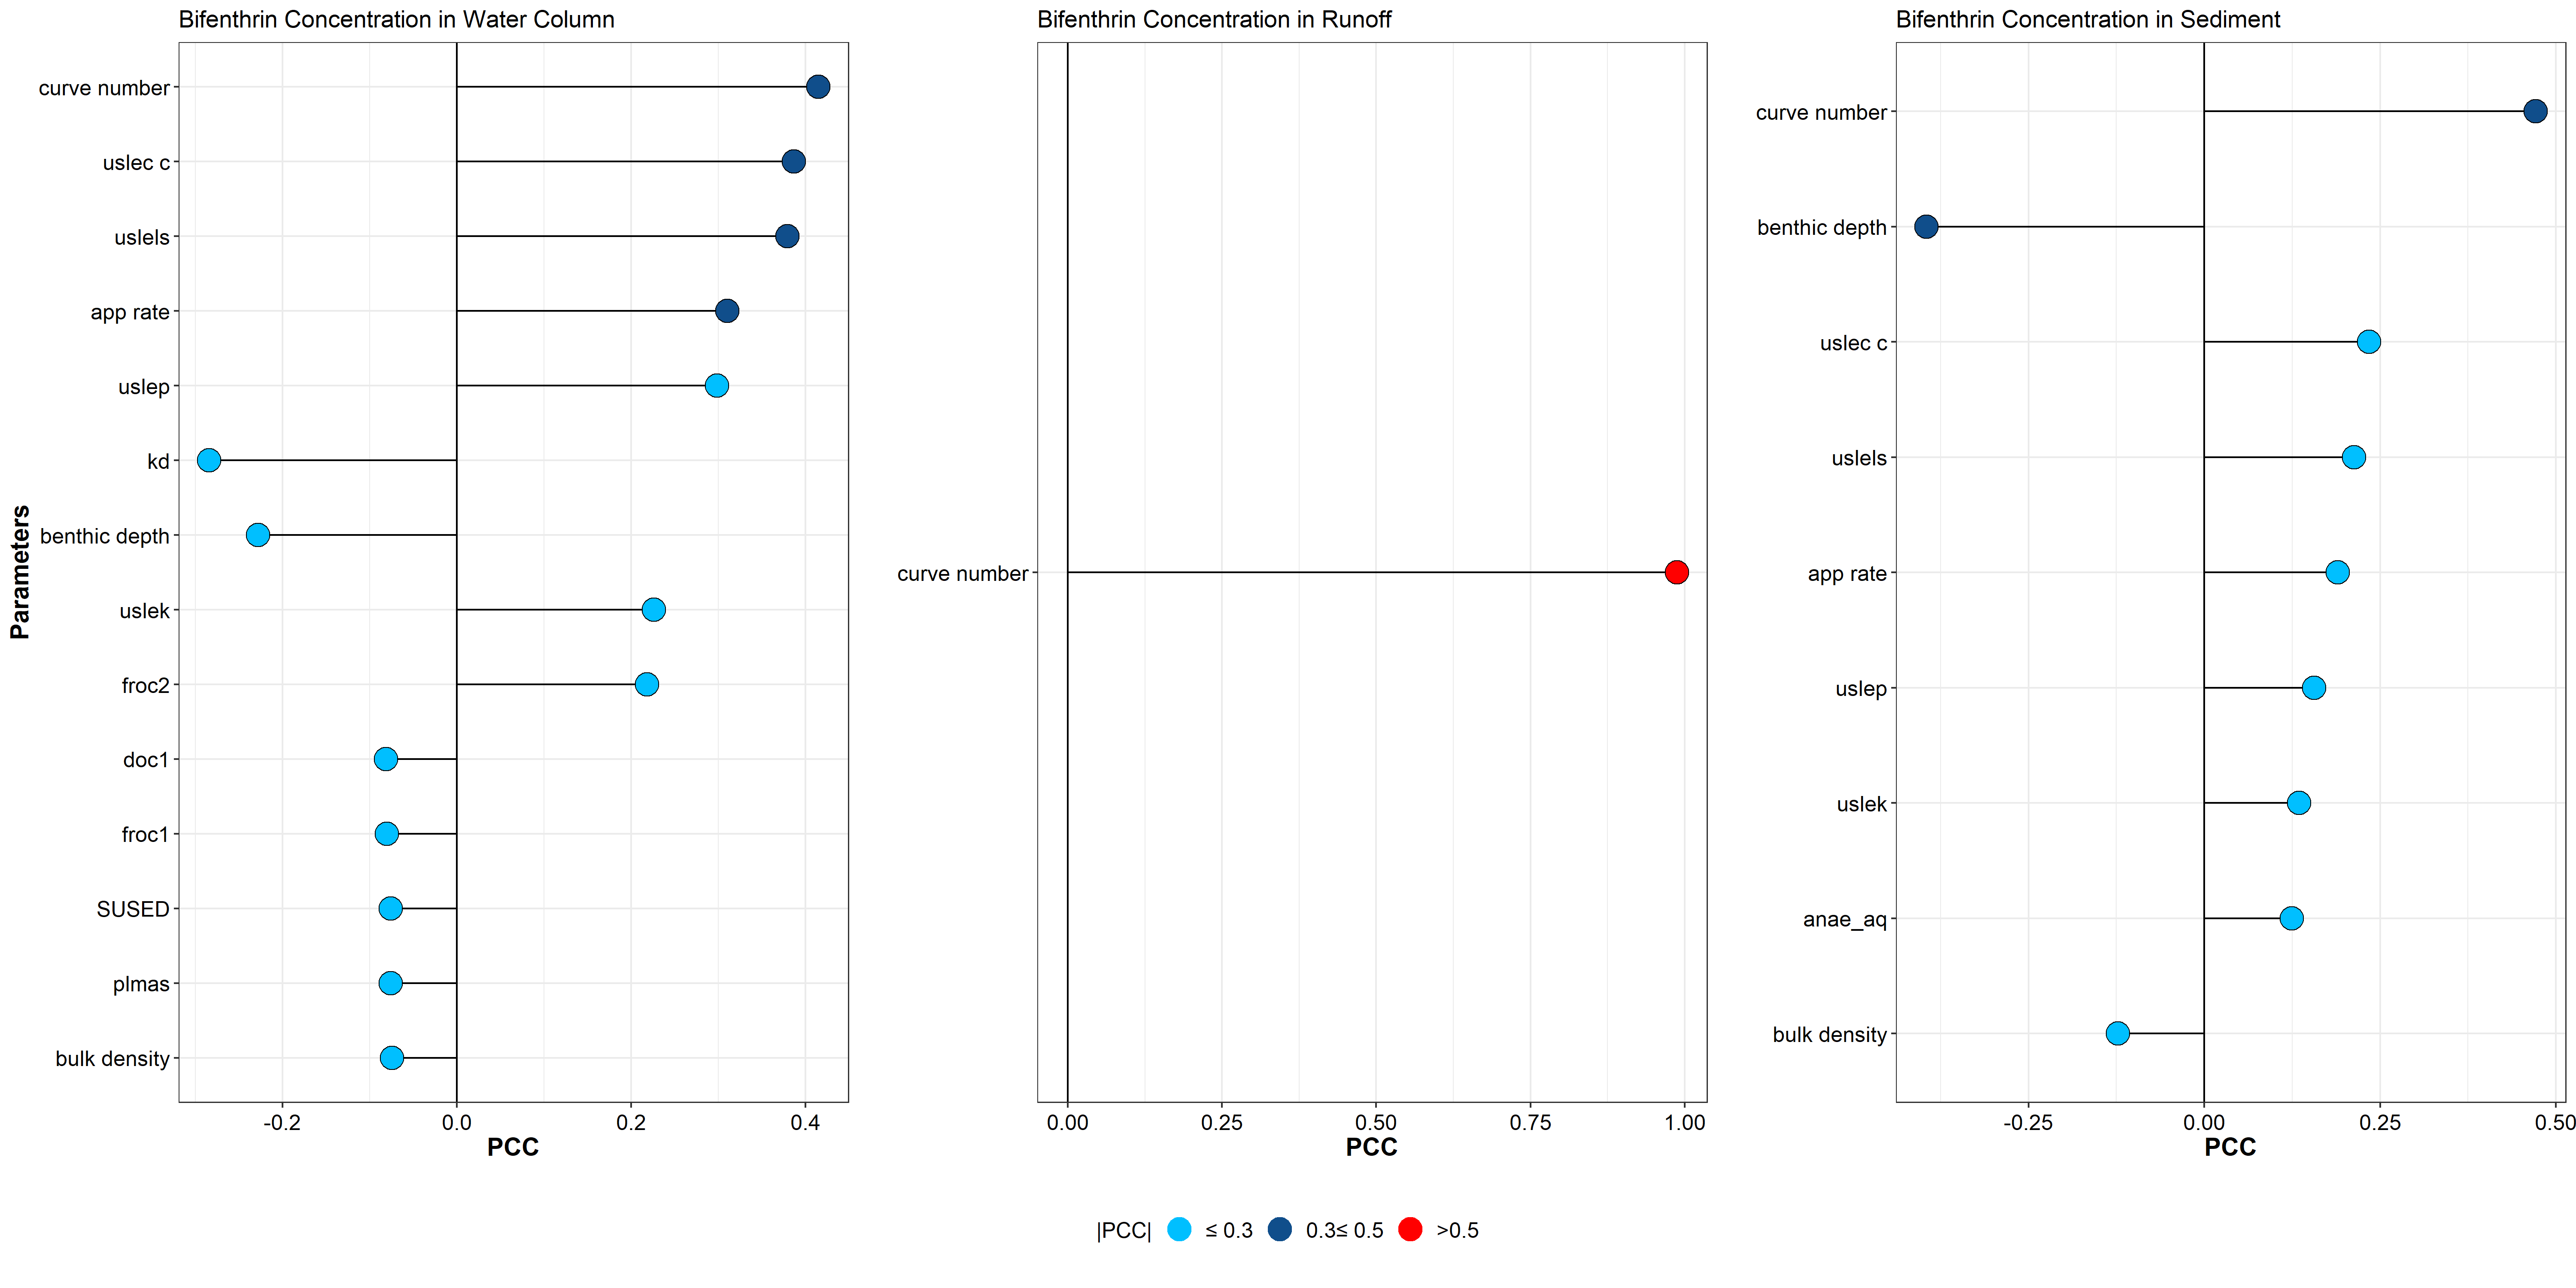 Bifenthrin Concentration in Water Column
Parameters
curve number
uslec c
uslels
app rate
uslep
kd
benthic depth
uslek
froc2
doc1
froc1
SUSED
plmas
bulk density
-0.2 0.0 0.2 0.4
PCC
Bifenthrin Concentration in Runoff
curve number
0.00 0.25 0.50 0.75 1.00
PCC
Bifenthrin Concentration in Sediment
curve number
benthic depth
uslec c
uslels
app rate
uslep
uslek
anae_aq
bulk density
-0.25 0.00 0.25 0.50
PCC
|PCC| ≤ 0.3 0.3≤ 0.5 >0.5